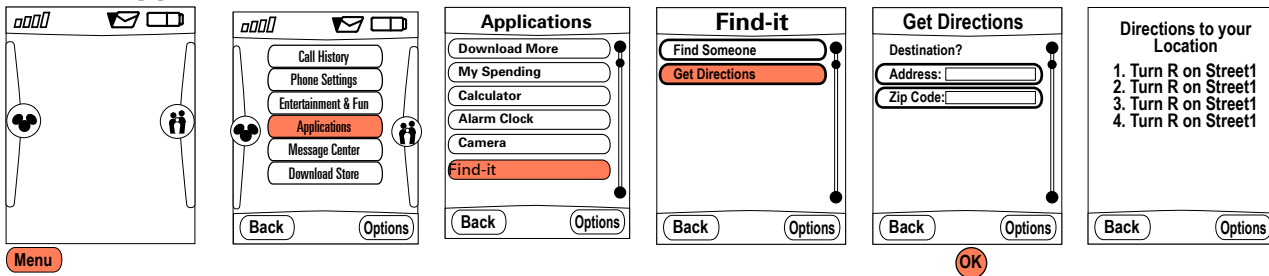 Menu
Call History
Phone Settings
Entertainment & Fun
Applications
Message Center
Download Store
Back
Options
Applications
Download More
My Spending
Calculator
Alarm Clock
Camera
Find-it
Back
Options
Find-it
Find Someone
Get Directions
Back
Options
Get Directions
Destination?
Address:
Zip Code:
Back
Options
OK
Directions to your
Location
1. Turn R on Street1
2. Turn R on Street1
3. Turn R on Street1
4. Turn R on Street1
Back
Options